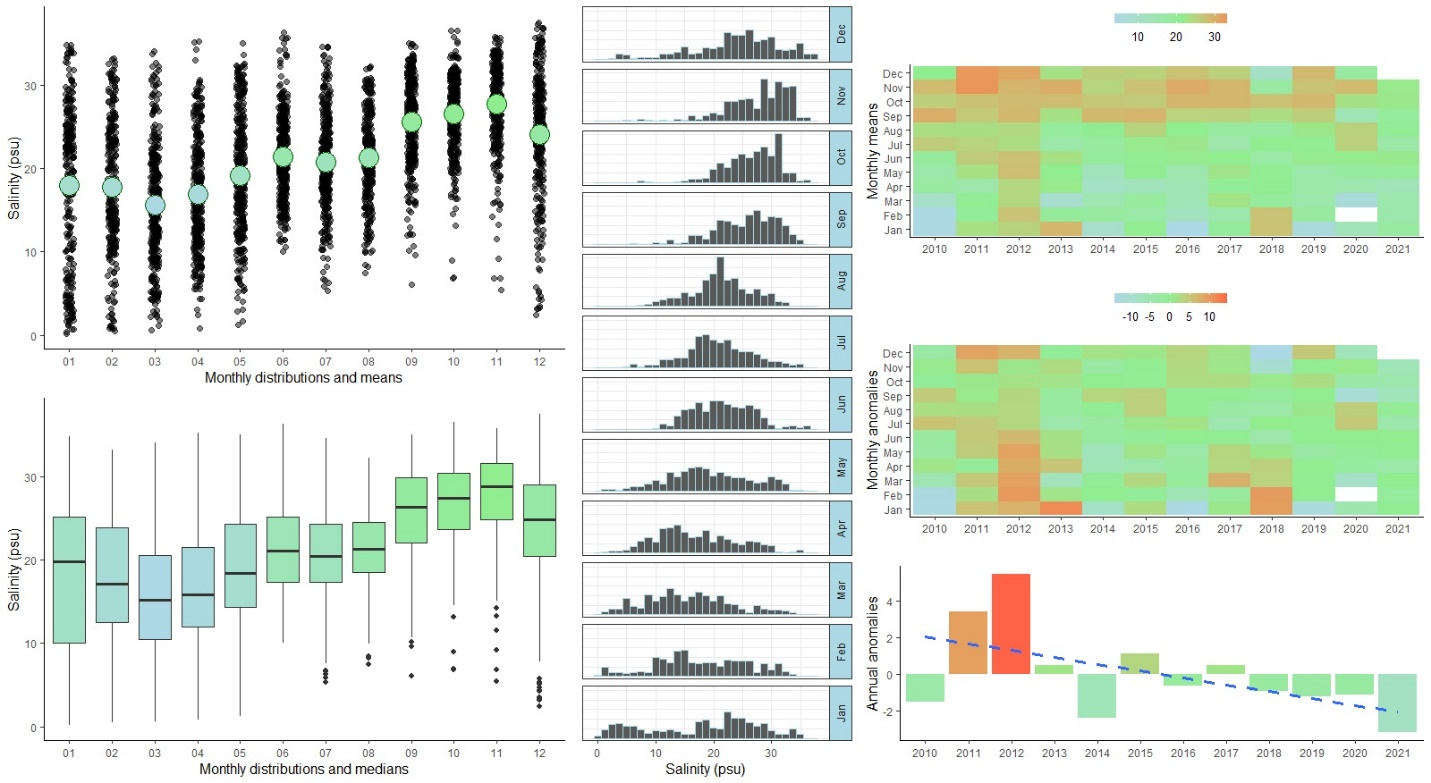 Salinity (psu)
30
20
10
0
01 02 03 04 05 06 07 08 09 10 11 12
Monthly distributions and means
Salinity (psu)
30
20
10
0
01 02 03 04 05 06 07 08 09 10 11 12
Monthly distributions and medians
Dec
Nov
Oct
Sep
Aug
Jul
Jun
May
Apr
Mar
Feb
Jan
0 10 20 30
Salinity (psu)
10 20 30
Monthly means
Dec
Nov
Oct
Sep
Aug
Jul
Jun
May
Apr
Mar
Feb
Jan
2010 2011 2012 2013 2014 2015 2016 2017 2018 2019 2020 2021
-10 -5 0 5 10
Monthly anomalies
Dec
Nov
Oct
Sep
Aug
Jul
Jun
May
Apr
Mar
Feb
Jan
2010 2011 2012 2013 2014 2015 2016 2017 2018 2019 2020 2021
Annual anomalies
4
2
0
-2
2010 2011 2012 2013 2014 2015 2016 2017 2018 2019 2020 2021